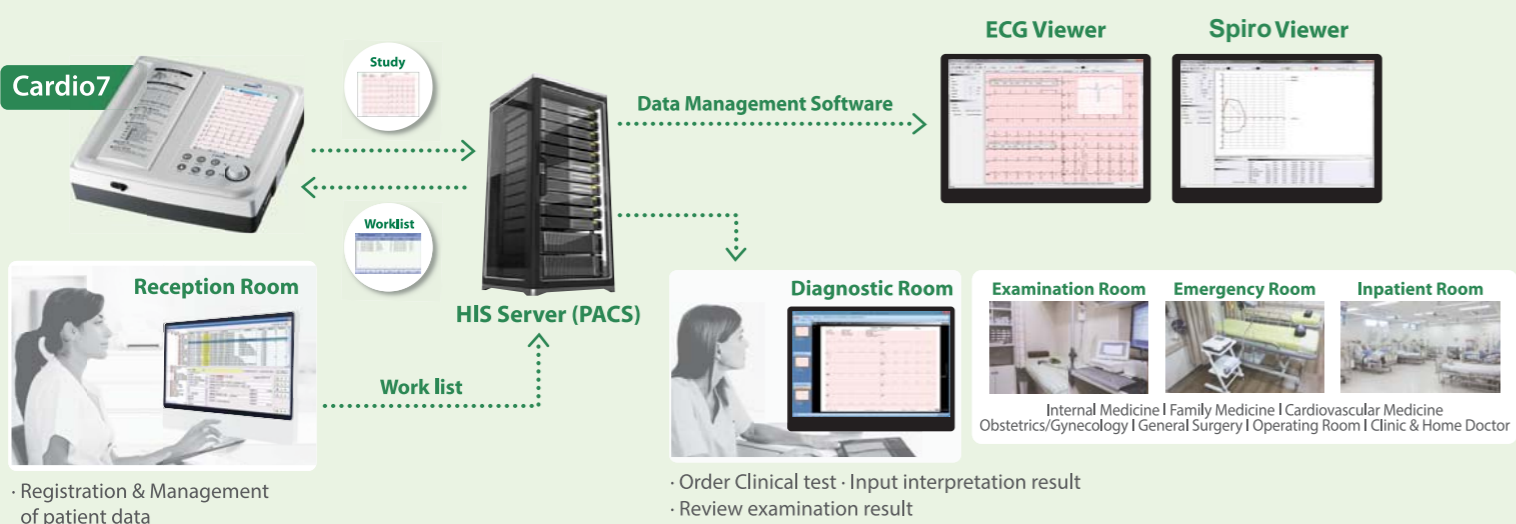 Cardio7
Study
Worklist
HIS Server (PACS)
Data Management Software
ECG Viewer
Spiro Viewer
Reception Room
Work list
· Registration & Management
of patient data
Diagnostic Room
· Order Clinical test · Input interpretation result
· Review examination result
Examination Room
Emergency Room
Inpatient Room
Internal Medicine I Family Medicine I Cardiovascular Medicine
Obstetrics/Gynecology I General Surgery I Operating Room I Clinic & Home Doctor